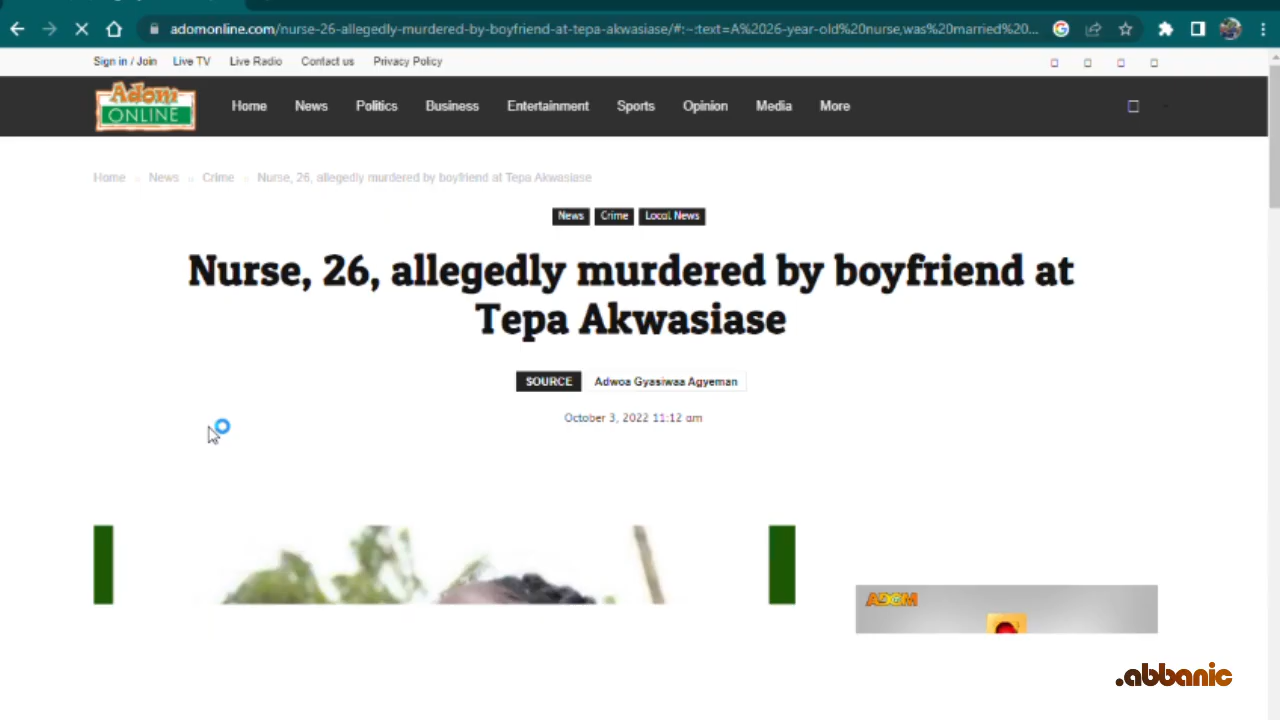 adomonline.com/nurse-26-allegedly-murdered-by-boyfriend-at-tepa-akwasiase/#:~:text=A%2026-year-old%20nurse,was%20married%20...
Sign in / Join Live TV Live Radio Contact us Privacy Policy
Adom
ONLINE
Home News Politics Business Entertainment Sports Opinion Media More
Home » News » Crime » Nurse, 26, allegedly murdered by boyfriend at Tepa Akwasiase
News Crime Local News
Nurse, 26, allegedly murdered by boyfriend at
Tepa Akwasiase
SOURCE Adwoa Gyasiwaa Agyeman
October 3, 2022 11:12 am
ADOM
.abbanic